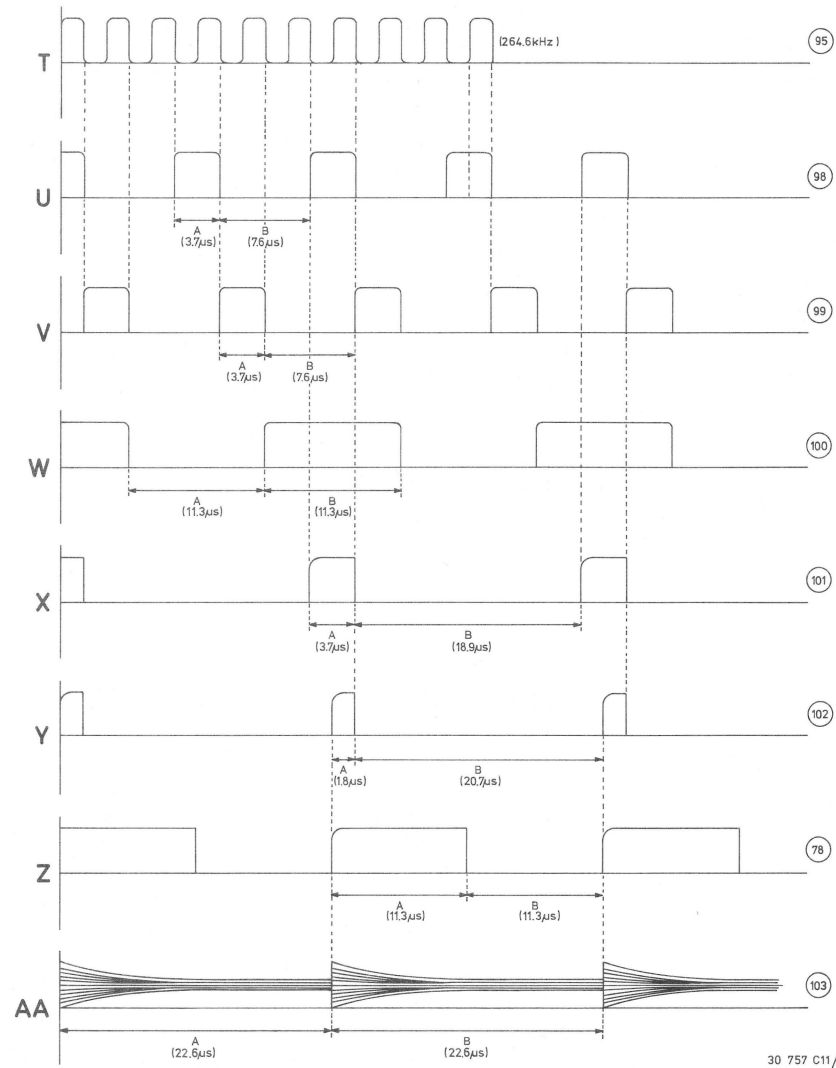 T
(264.6kHz)
95
U
A
(3.7µs)
B
(7.6µs)
98
V
A
(3.7µs)
B
(7.6µs)
99
W
A
(11.3µs)
B
(11.3µs)
100
X
A
(3.7µs)
B
(18.9µs)
101
Y
A
(1.8µs)
B
(20.7µs)
102
Z
A
(11.3µs)
B
(11.3µs)
78
AA
A
(22.6µs)
B
(22.6µs)
103
30 757 C11/